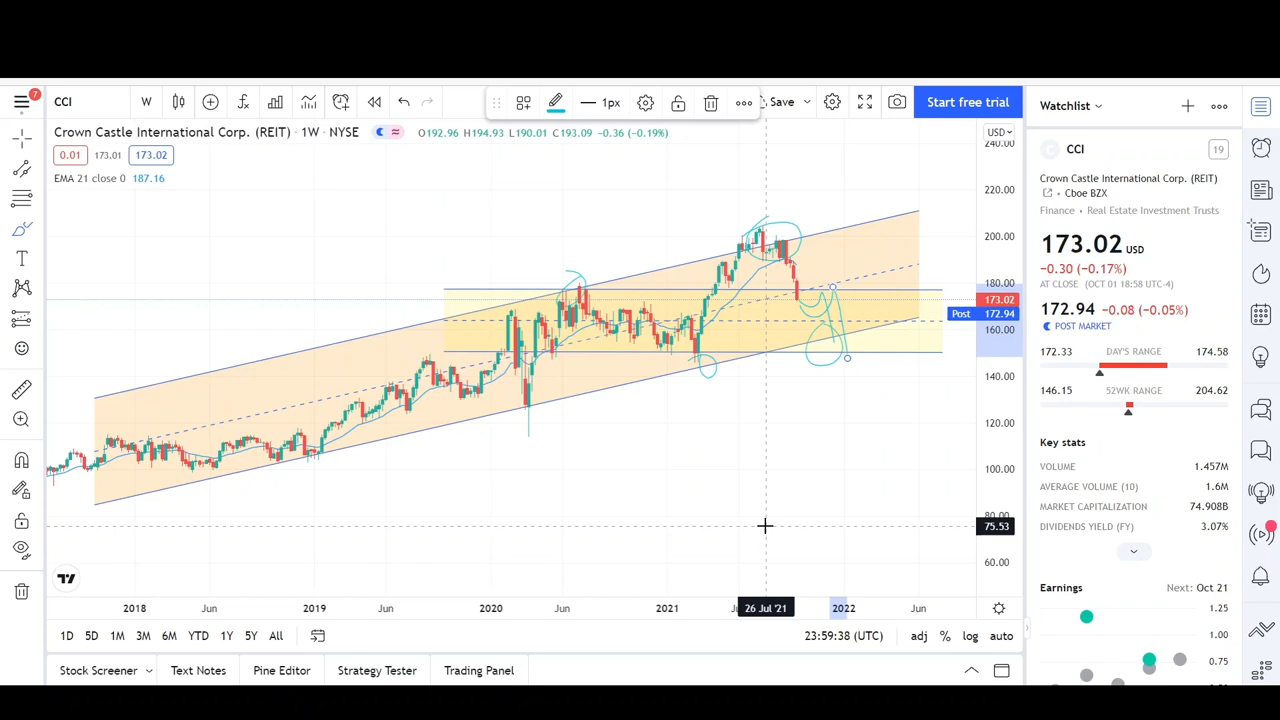 7
CCI
W
1px
Save
Start free trial
Watchlist
Crown Castle International Corp. (REIT) · 1W · NYSE
O192.96 H194.93 L190.01 C193.09 −0.36 (−0.19%)
USD
0.01 173.01 173.02
EMA 21 close 0 187.16
240.00
220.00
200.00
180.00
173.02
Post 172.94
160.00
140.00
120.00
100.00
80.00
75.53
60.00
2018 Jun 2019 Jun 2020 Jun 2021 26 Jul '21 2022 Jun
1D 5D 1M 3M 6M YTD 1Y 5Y All
23:59:38 (UTC) adj % log auto
Stock Screener Text Notes Pine Editor Strategy Tester Trading Panel
CCI 19
Crown Castle International Corp. (REIT)
• Cboe BZX
Finance • Real Estate Investment Trusts
173.02 USD
−0.30 (−0.17%)
AT CLOSE (OCT 01 18:58 UTC-4)
172.94 −0.08 (−0.05%)
POST MARKET
172.33 DAY'S RANGE 174.58
146.15 52WK RANGE 204.62
Key stats
VOLUME 1.457M
AVERAGE VOLUME (10) 1.6M
MARKET CAPITALIZATION 74.908B
DIVIDENDS YIELD (FY) 3.07%
Earnings Next: Oct 21
1.25
1.00
0.75